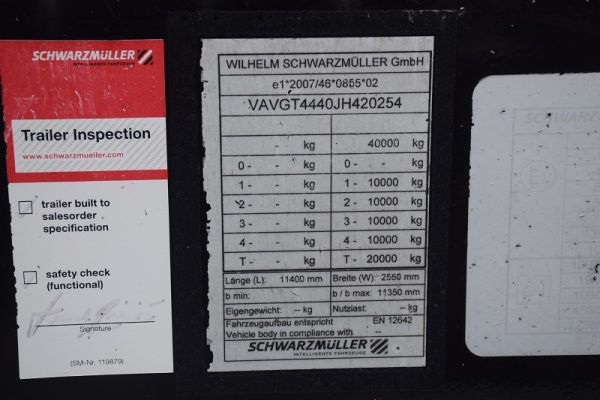 SCHWARZMÜLLER
INTELLIGENTE FAHRZEUGE
Trailer Inspection
www.schwarzmueller.com
trailer built to
salesorder
specification
safety check
(functional)
Signature
(SM-Nr. 119879)
WILHELM SCHWARZMÜLLER GmbH
e1*2007/46*0855*02
VAVGT4440JH420254
- kg 40000 kg
0- - kg 0- -
1- - kg 1- 10000 kg
2- - kg 2- 10000 kg
3- - kg 3- 10000 kg
4- - kg 4- 10000 kg
T- - kg T- 20000 kg
Länge (L): 11400 mm Breite (W): 2550 mm
b min: b / b max: 11350 mm
Eigengewicht: -- kg Nutzlast: -- kg
Fahrzeugaufbau entspricht EN 12642
Vehicle body in compliance with --
SCHWARZMÜLLER
INTELLIGENTE FAHRZEUGE